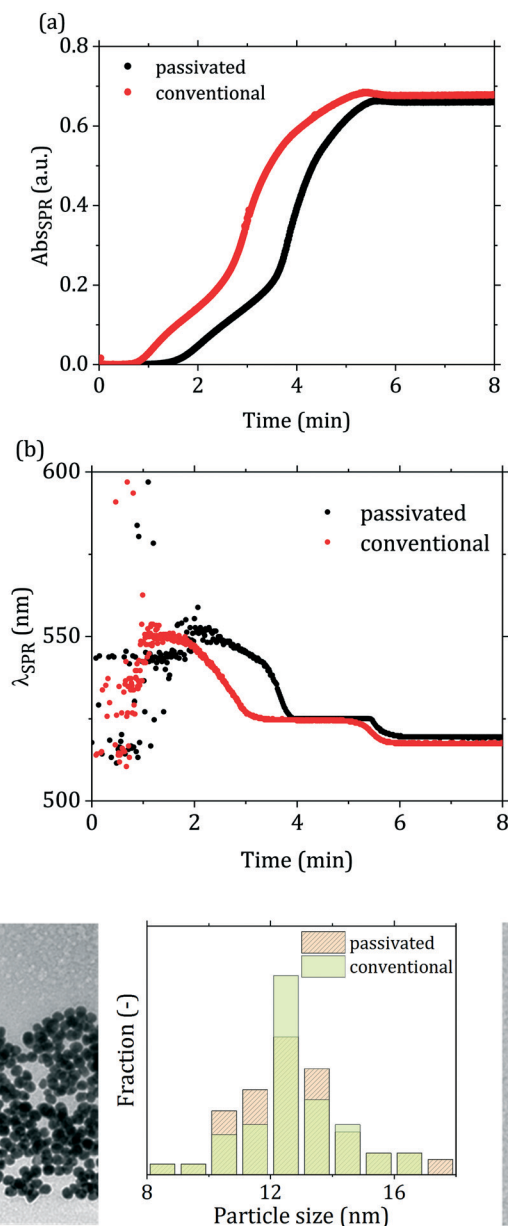 (a)
0.8
passivated
conventional
0.6
0.4
0.2
0.0
Abs_SPR (a.u.)
0 2 4 6 8
Time (min)
(b)
600
passivated
conventional
550
500
λ_SPR (nm)
0 2 4 6 8
Time (min)
passivated
conventional
Fraction (-)
8 12 16
Particle size (nm)